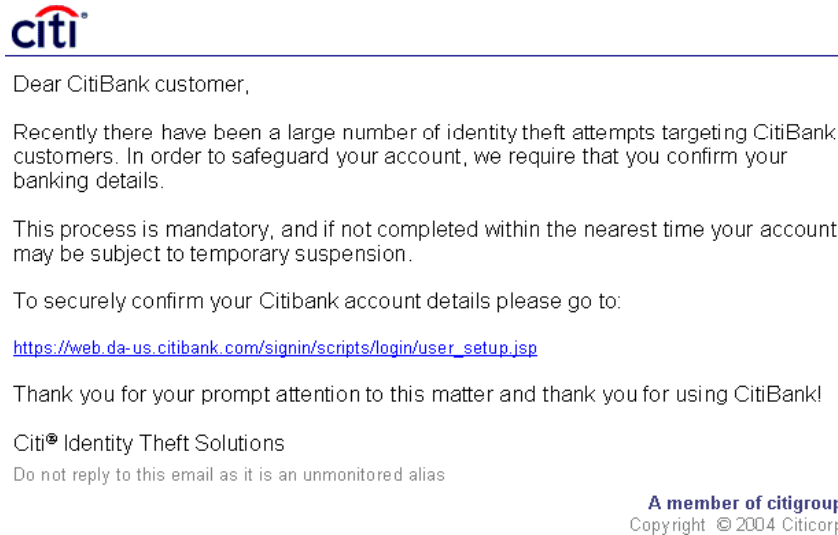 citi®
Dear CitiBank customer,
Recently there have been a large number of identity theft attempts targeting CitiBank
customers. In order to safeguard your account, we require that you confirm your
banking details.
This process is mandatory, and if not completed within the nearest time your account
may be subject to temporary suspension.
To securely confirm your Citibank account details please go to:
https://web.da-us.citibank.com/signin/scripts/login/user_setup.jsp
Thank you for your prompt attention to this matter and thank you for using CitiBank!
Citi® Identity Theft Solutions
Do not reply to this email as it is an unmonitored alias
A member of citigroup
Copyright © 2004 Citicorp